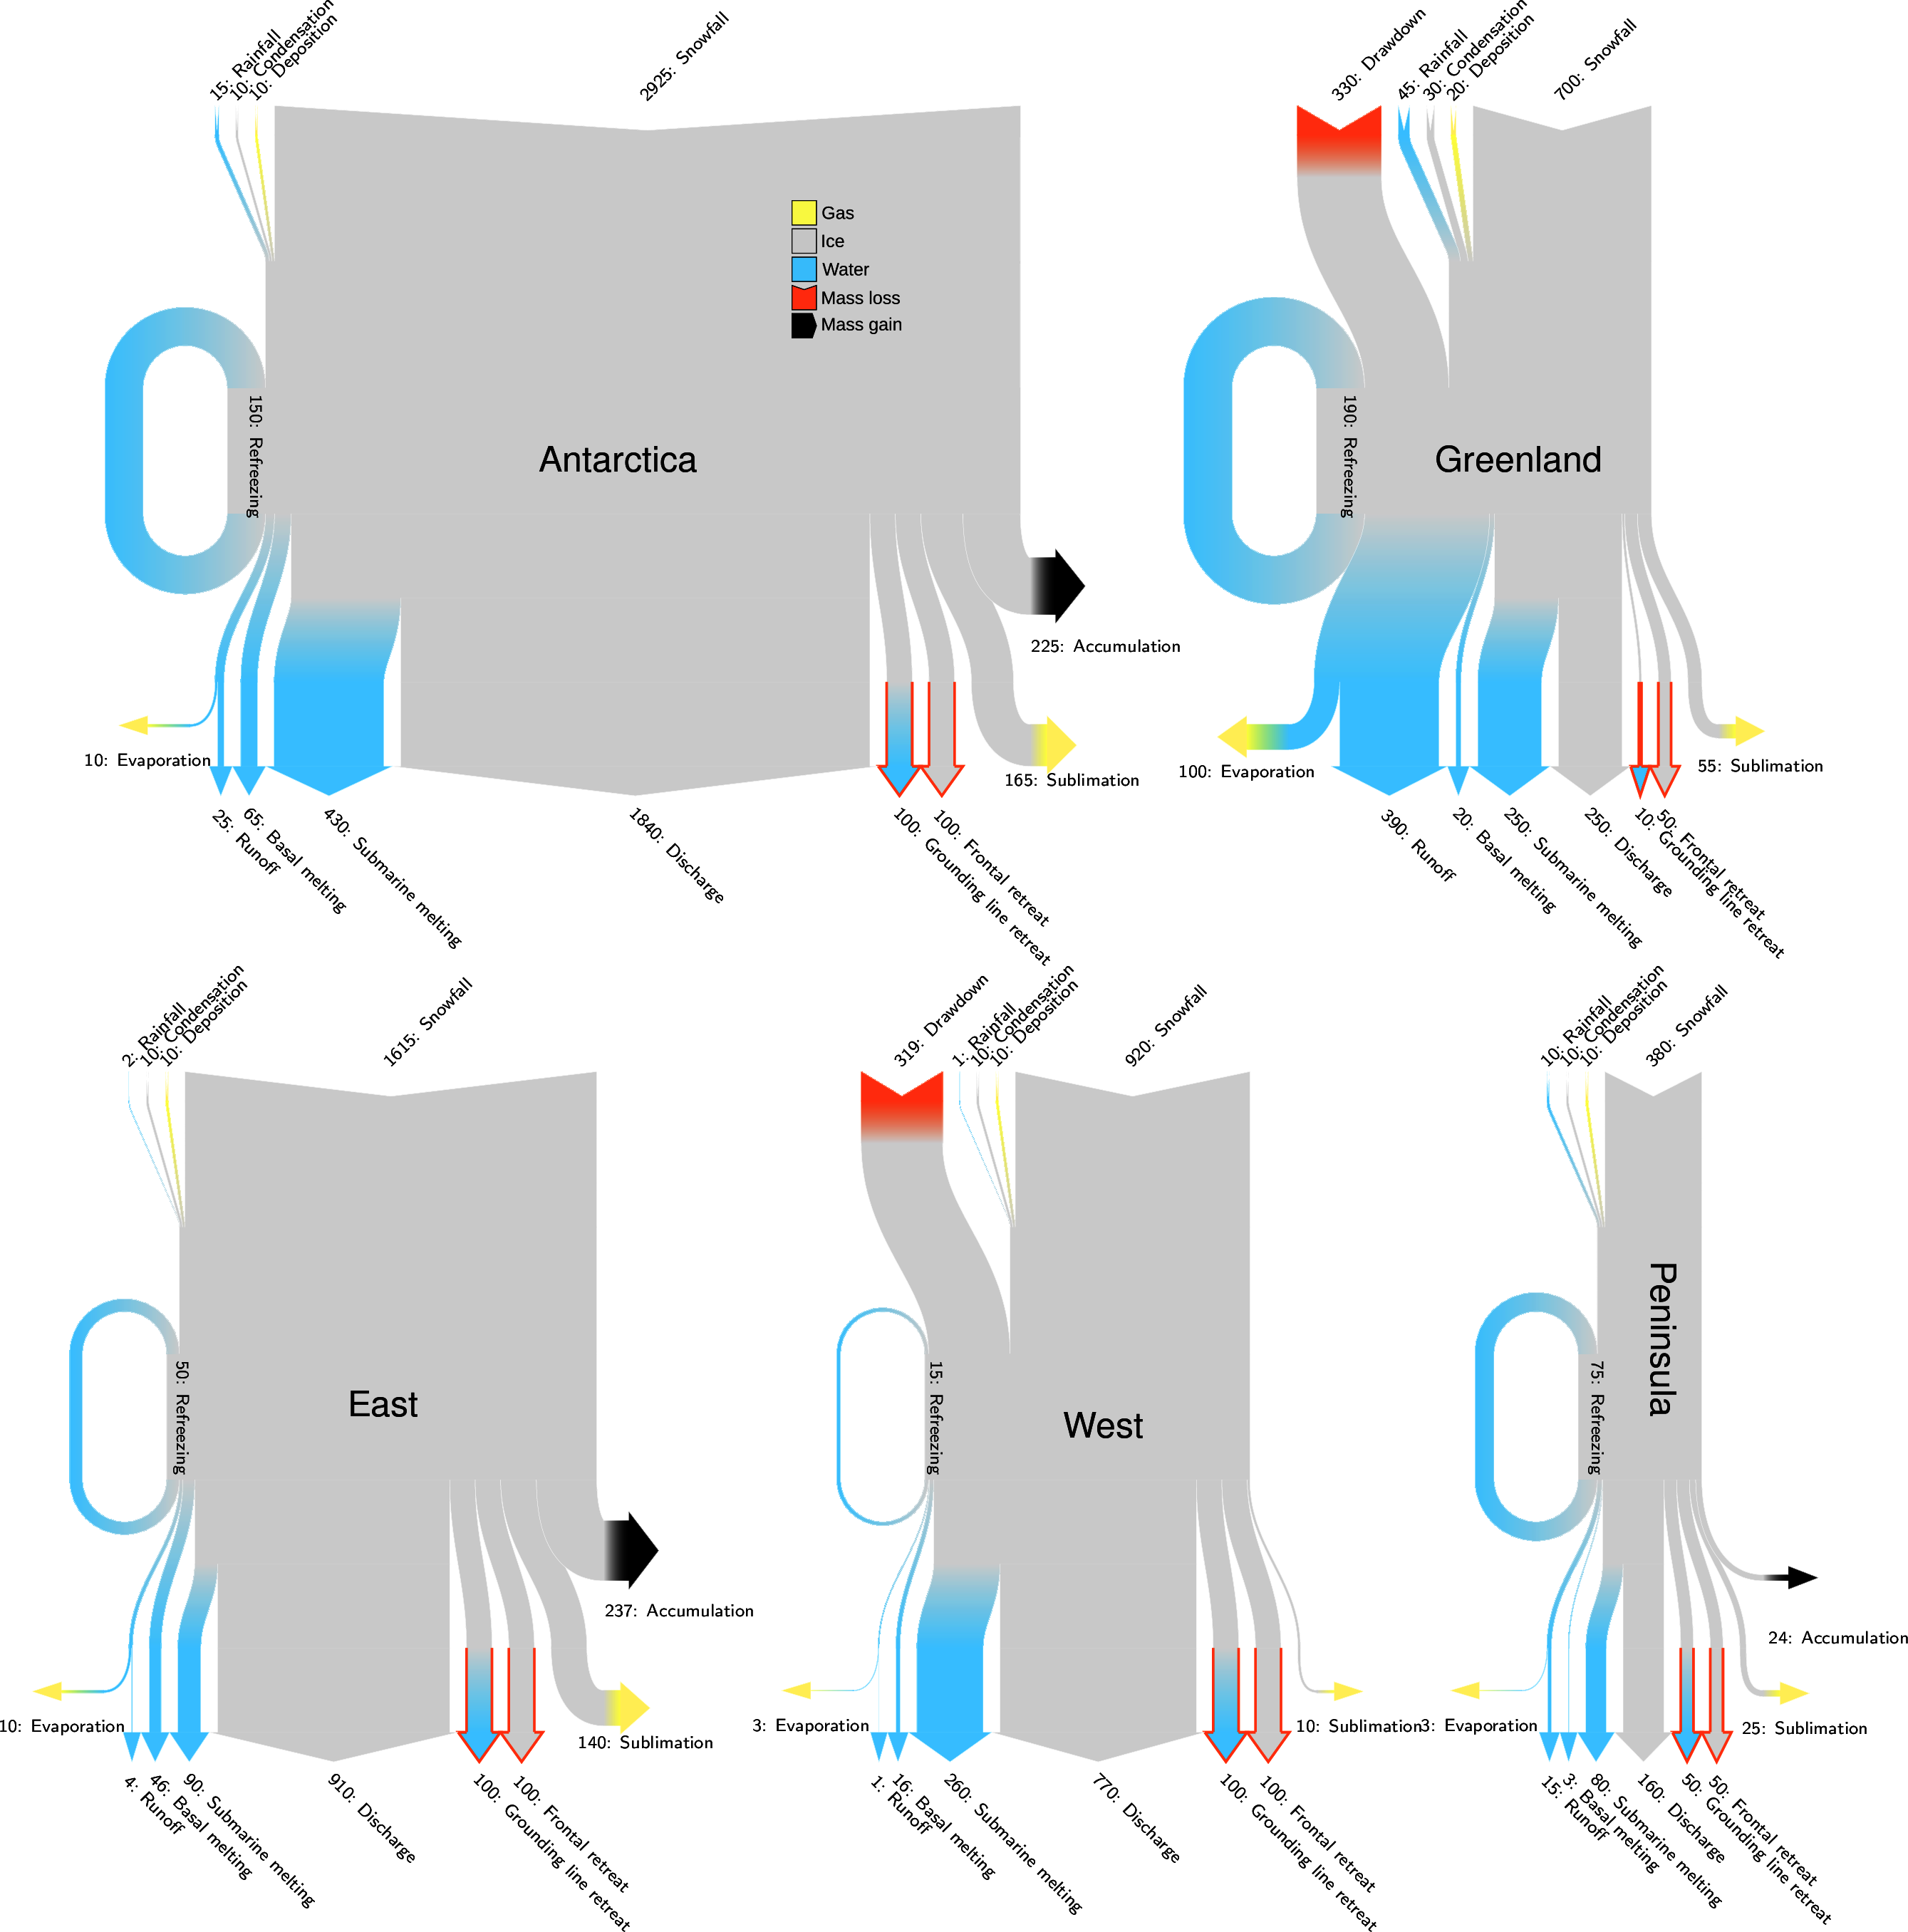 15: Rainfall
10: Condensation
10: Deposition
2925: Snowfall
Gas
Ice
Water
Mass loss
Mass gain
150: Refreezing
Antarctica
225: Accumulation
165: Sublimation
10: Evaporation
25: Runoff
65: Basal melting
430: Submarine melting
1840: Discharge
100: Grounding line retreat
100: Frontal retreat
330: Drawdown
45: Rainfall
30: Condensation
20: Deposition
700: Snowfall
190: Refreezing
Greenland
100: Evaporation
55: Sublimation
390: Runoff
20: Basal melting
250: Submarine melting
250: Discharge
10: Grounding line retreat
50: Frontal retreat
2: Rainfall
10: Condensation
10: Deposition
1615: Snowfall
50: Refreezing
East
237: Accumulation
140: Sublimation
10: Evaporation
4: Runoff
46: Basal melting
90: Submarine melting
910: Discharge
100: Grounding line retreat
100: Frontal retreat
319: Drawdown
1: Rainfall
10: Condensation
10: Deposition
920: Snowfall
15: Refreezing
West
3: Evaporation
10: Sublimation
1: Runoff
16: Basal melting
260: Submarine melting
770: Discharge
100: Grounding line retreat
100: Frontal retreat
10: Rainfall
10: Condensation
10: Deposition
380: Snowfall
75: Refreezing
Peninsula
24: Accumulation
25: Sublimation
3: Evaporation
15: Runoff
3: Basal melting
80: Submarine melting
160: Discharge
50: Grounding line retreat
50: Frontal retreat